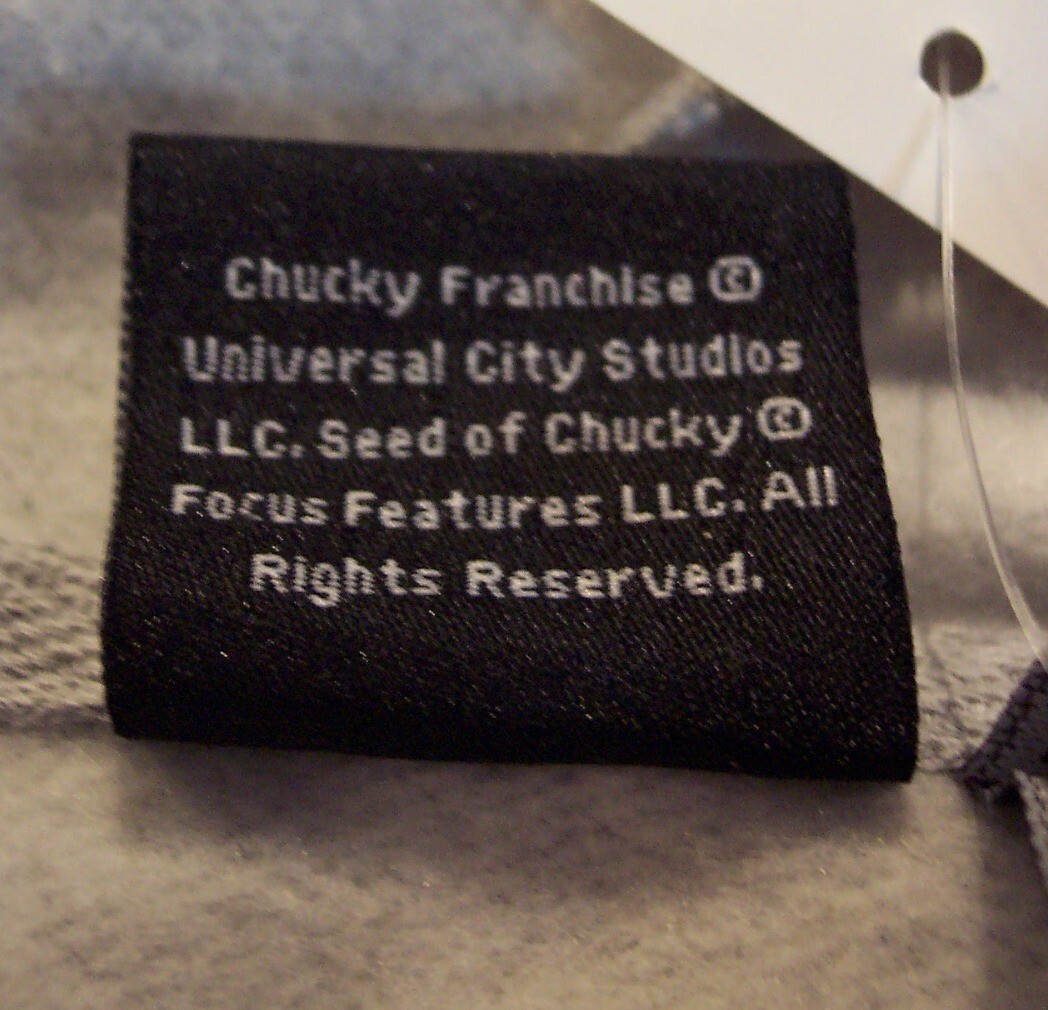 Chucky Franchise ©
Universal City Studios
LLC. Seed of Chucky ©
Focus Features LLC. All
Rights Reserved.